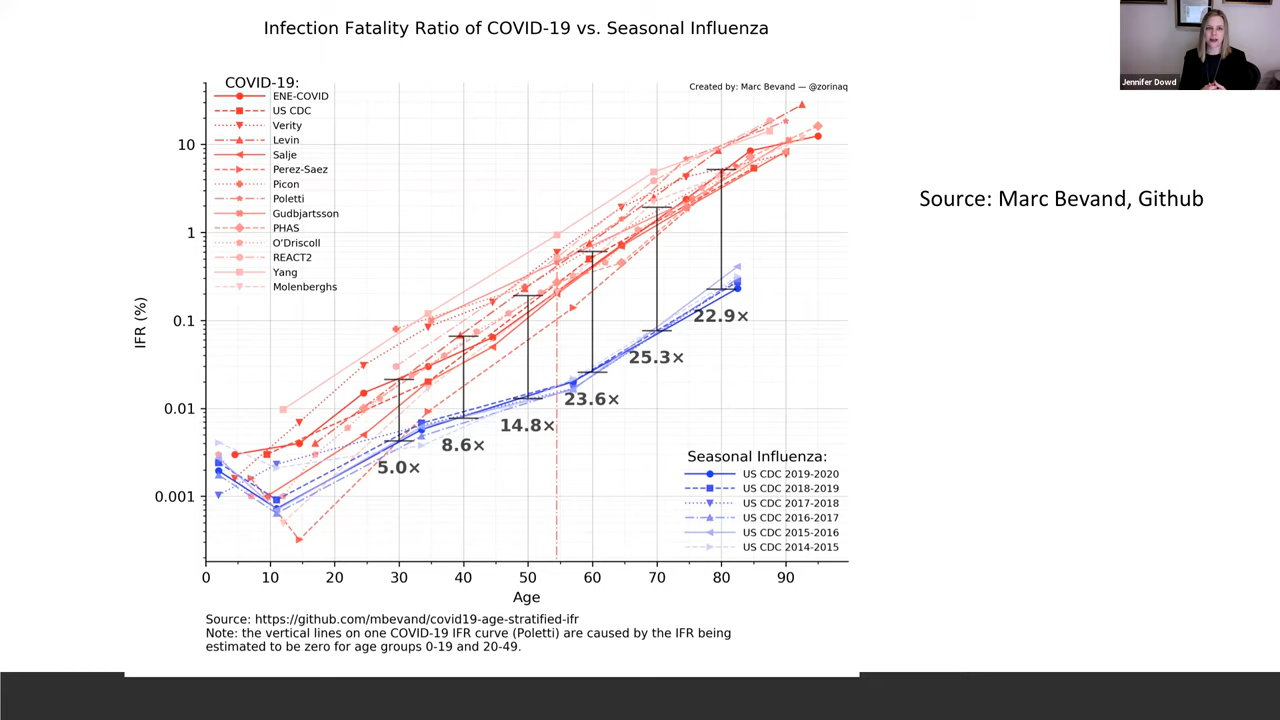 Infection Fatality Ratio of COVID-19 vs. Seasonal Influenza
Jennifer Dowd
COVID-19:
ENE-COVID
US CDC
Verity
Levin
Salje
Perez-Saez
Picon
Poletti
Gudbjartsson
PHAS
O'Driscoll
REACT2
Yang
Molenberghs
Created by: Marc Bevand — @zorinaq
Source: Marc Bevand, Github
IFR (%)
10
1
0.1
0.01
0.001
5.0×
8.6×
14.8×
23.6×
25.3×
22.9×
Seasonal Influenza:
US CDC 2019-2020
US CDC 2018-2019
US CDC 2017-2018
US CDC 2016-2017
US CDC 2015-2016
US CDC 2014-2015
0 10 20 30 40 50 60 70 80 90
Age
Source: https://github.com/mbevand/covid19-age-stratified-ifr
Note: the vertical lines on one COVID-19 IFR curve (Poletti) are caused by the IFR being
estimated to be zero for age groups 0-19 and 20-49.